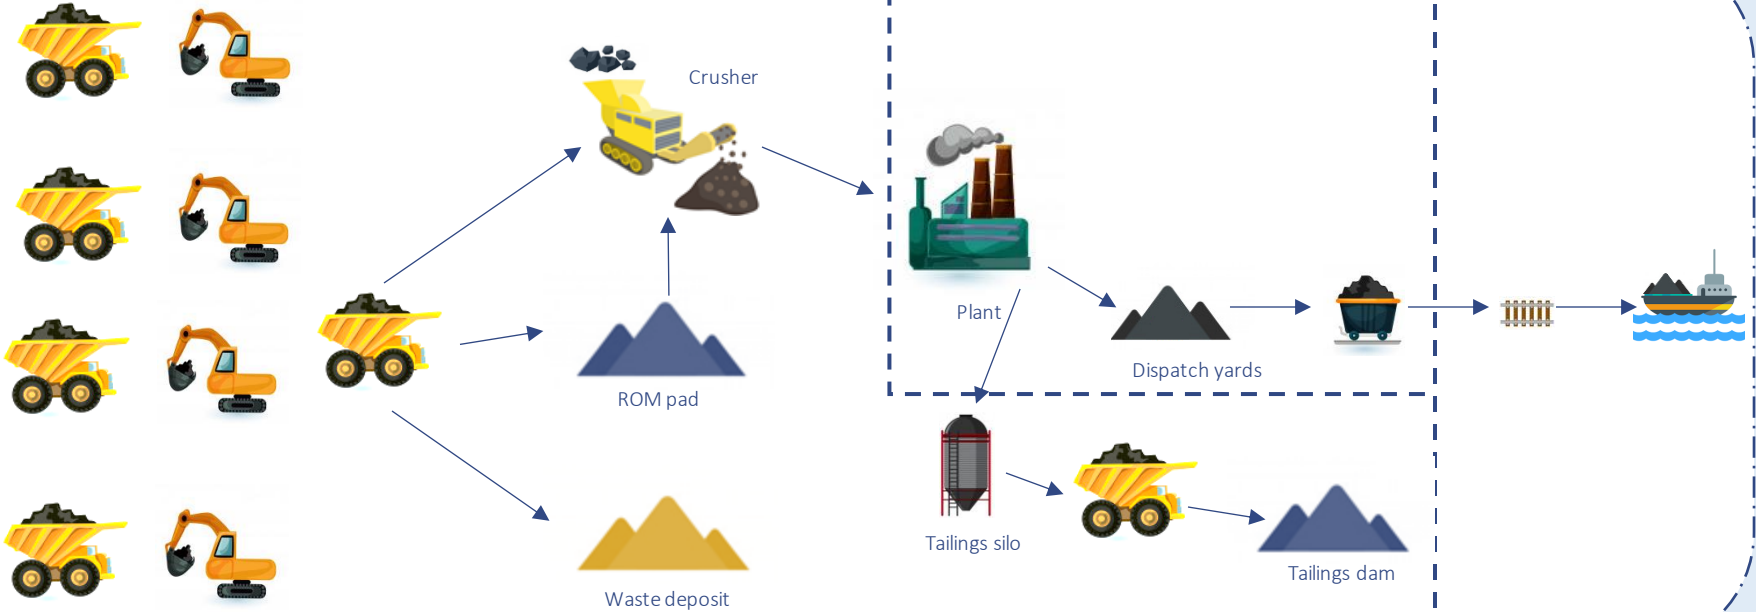 Crusher
Plant
ROM pad
Dispatch yards
Tailings silo
Tailings dam
Waste deposit